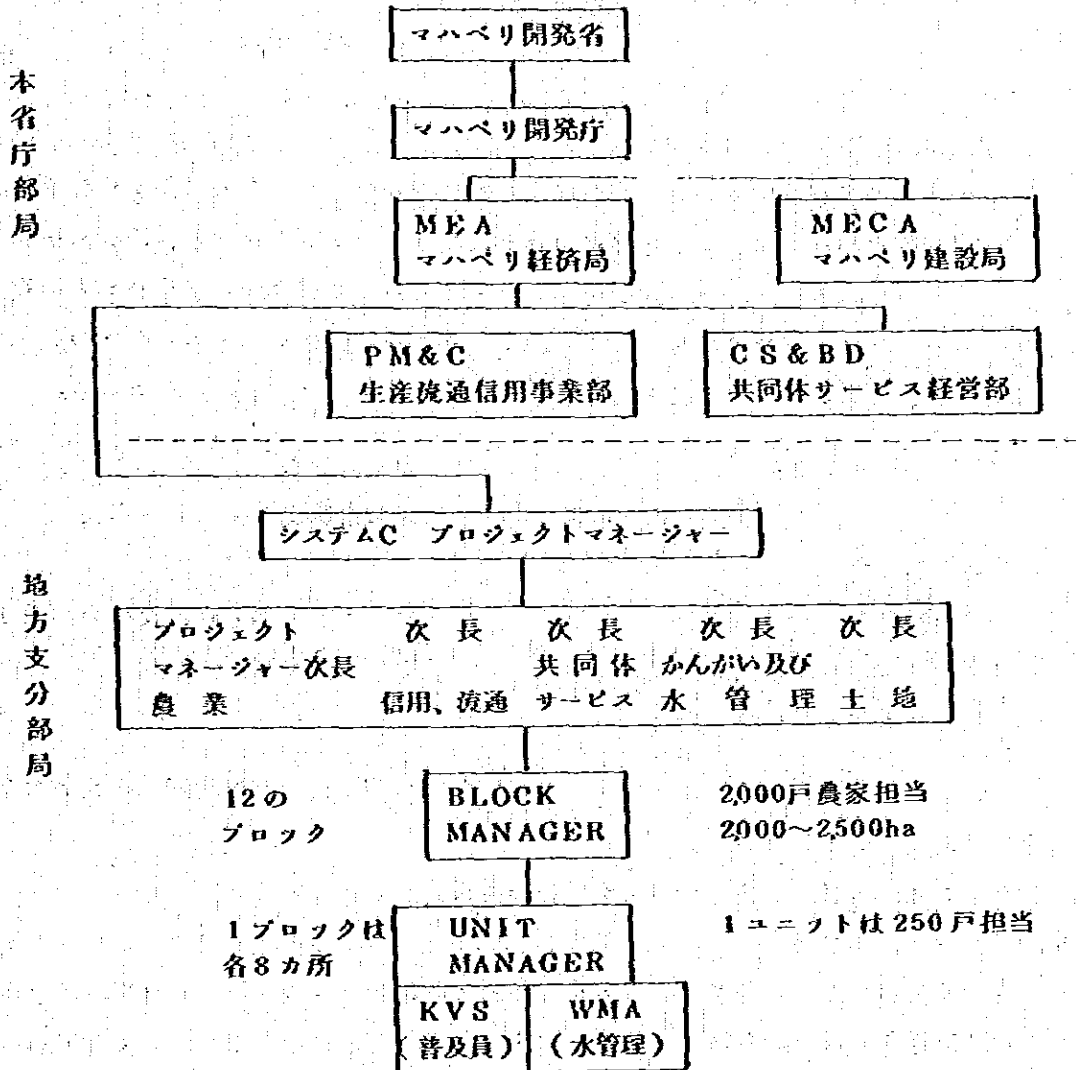 マハベリ開発省
本省庁部局
マハベリ開発庁
MEA
マハベリ経済局
MECA
マハベリ建設局
PM&C
生産流通信用事業部
CS&BD
共同体サービス経営部
システムC プロジェクトマネージャー
地方支分部局
プロジェクト 次長 次長 次長 次長
マネージャー次長 共同体 かんがい及び
農業 信用、流通 サービス 水管理 土地
12の
ブロック
BLOCK
MANAGER
2,000戸農家担当
2,000~2,500ha
1ブロックは
各8カ所
UNIT
MANAGER
1ユニットは250戸担当
KVS
(普及員)
WMA
(水管理)